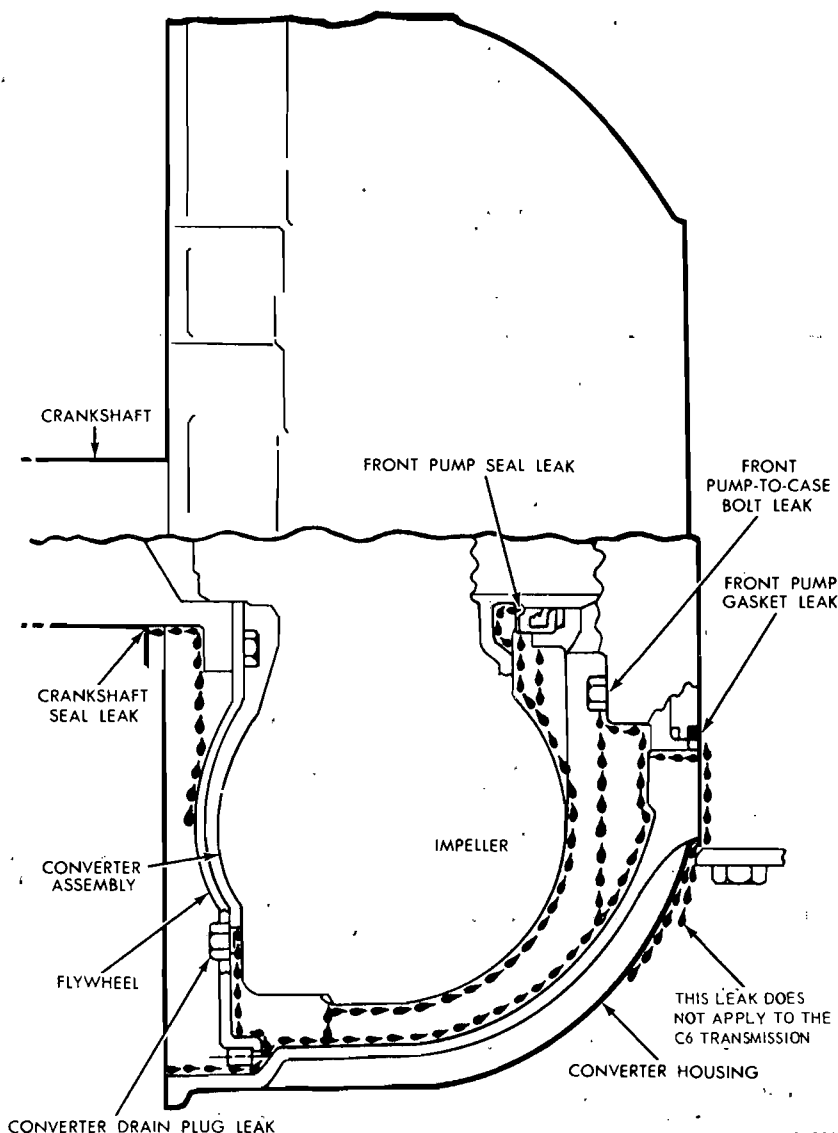 CRANKSHAFT
FRONT PUMP SEAL LEAK
FRONT
PUMP-TO-CASE
BOLT LEAK
FRONT PUMP
GASKET LEAK
CRANKSHAFT
SEAL LEAK
IMPELLER
CONVERTER
ASSEMBLY
FLYWHEEL
THIS LEAK DOES
NOT APPLY TO THE
C6 TRANSMISSION
CONVERTER HOUSING
CONVERTER DRAIN PLUG LEAK